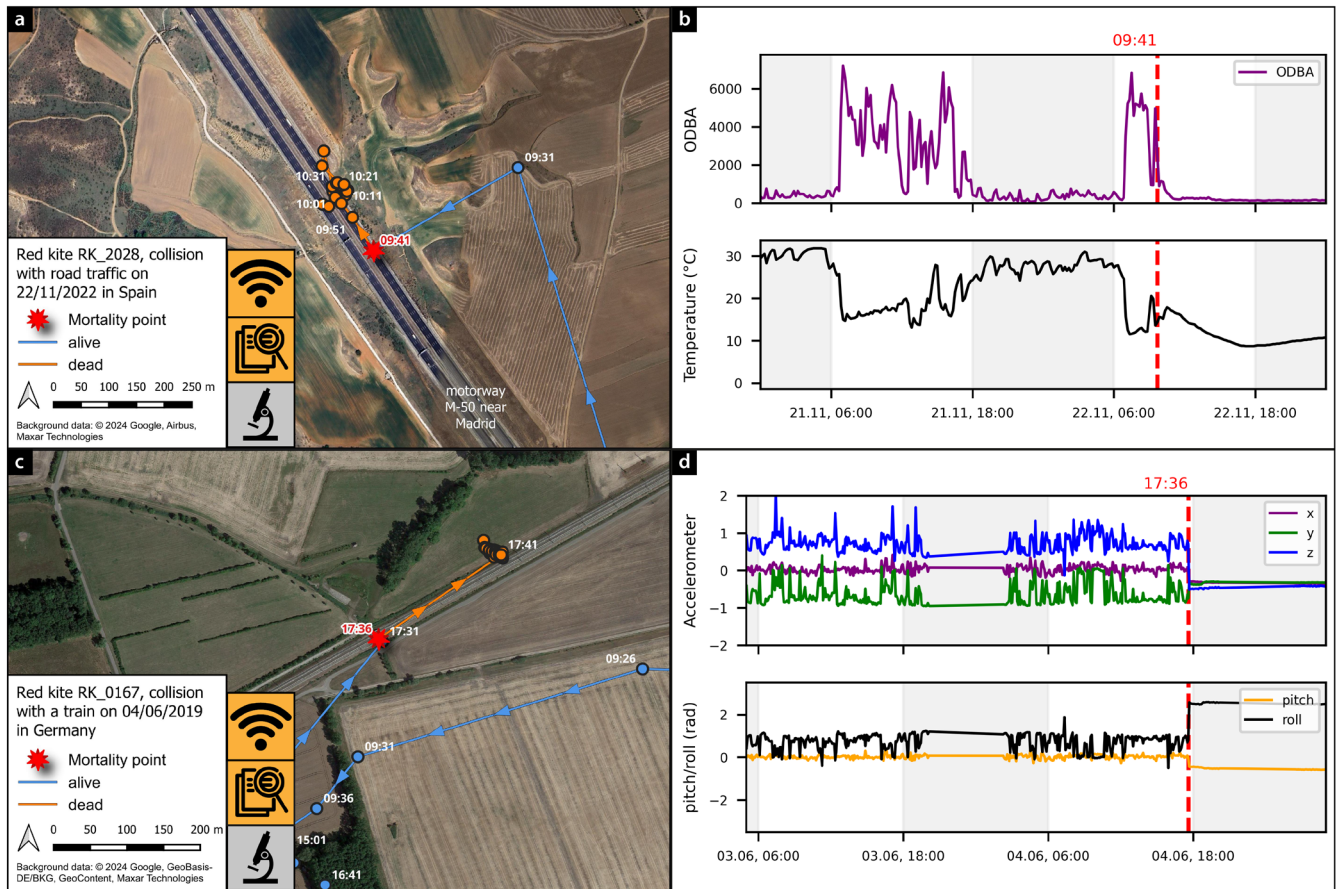 a
09:31
10:31
10:21
10:11
10:01
09:51
09:41
motorway
M-50 near
Madrid
Red kite RK_2028, collision
with road traffic on
22/11/2022 in Spain
Mortality point
alive
dead
0 50 100 150 200 250 m
Background data: © 2024 Google, Airbus,
Maxar Technologies
b
09:41
ODBA
6000
4000
2000
0
ODBA
30
20
10
0
Temperature (°C)
21.11, 06:00
21.11, 18:00
22.11, 06:00
22.11, 18:00
c
17:41
17:36
17:31
09:26
09:31
09:36
15:01
16:41
Red kite RK_0167, collision
with a train on 04/06/2019
in Germany
Mortality point
alive
dead
0 50 100 150 200 m
Background data: © 2024 Google, GeoBasis-
DE/BKG, GeoContent, Maxar Technologies
d
17:36
x
y
z
2
1
0
−1
−2
Accelerometer
pitch
roll
2
0
−2
pitch/roll (rad)
03.06, 06:00
03.06, 18:00
04.06, 06:00
04.06, 18:00